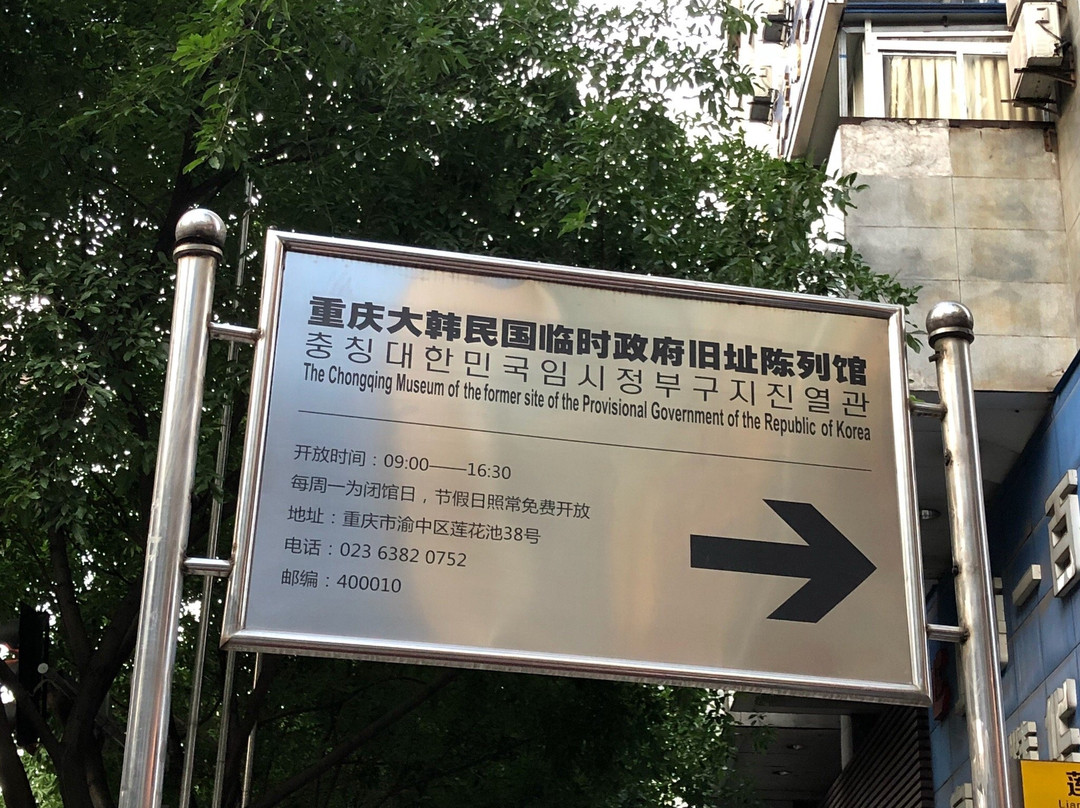 重庆大韩民国临时政府旧址陈列馆
충칭대한민국임시정부구지진열관
The Chongqing Museum of the former site of the Provisional Government of the Republic of Korea
开放时间：09:00——16:30
每周一为闭馆日，节假日照常免费开放
地址：重庆市渝中区莲花池38号
电话：023 6382 0752
邮编：400010